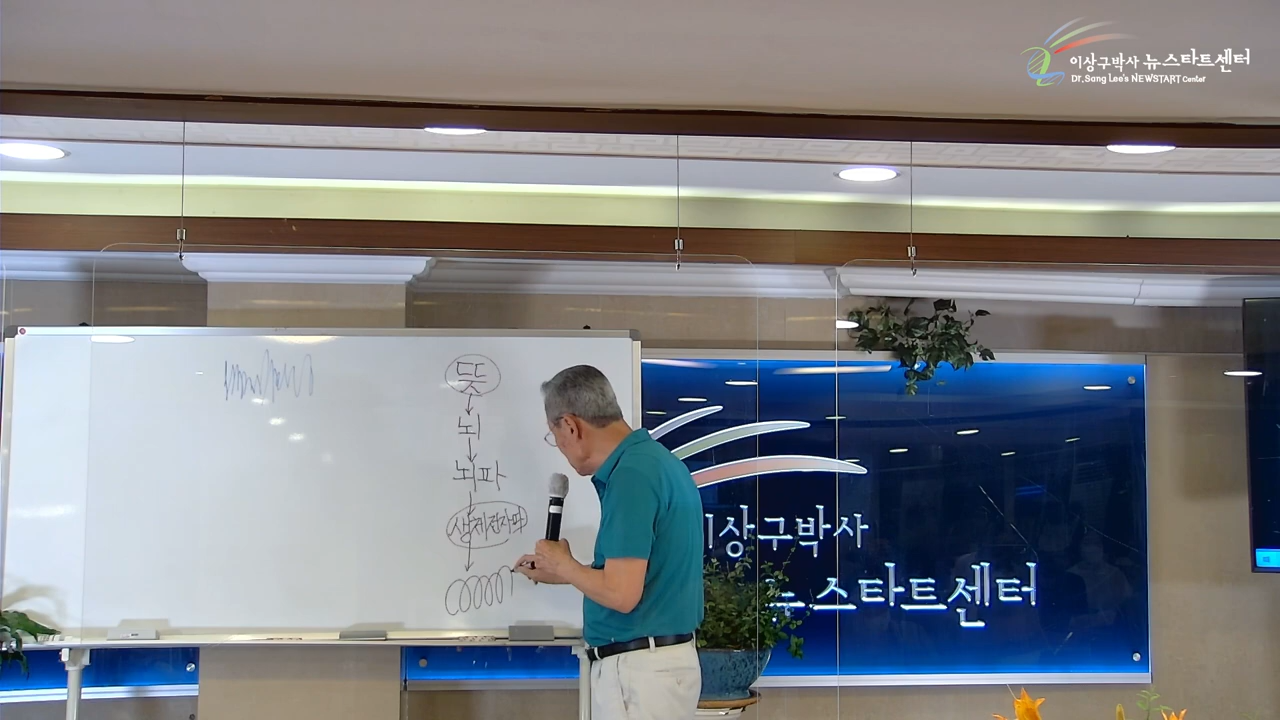 이상구박사 뉴스타트센터
Dr. Sang Lee's NEWSTART Center
뜻
뇌
뇌파
생체전자파
이상구박사
뉴스타트센터